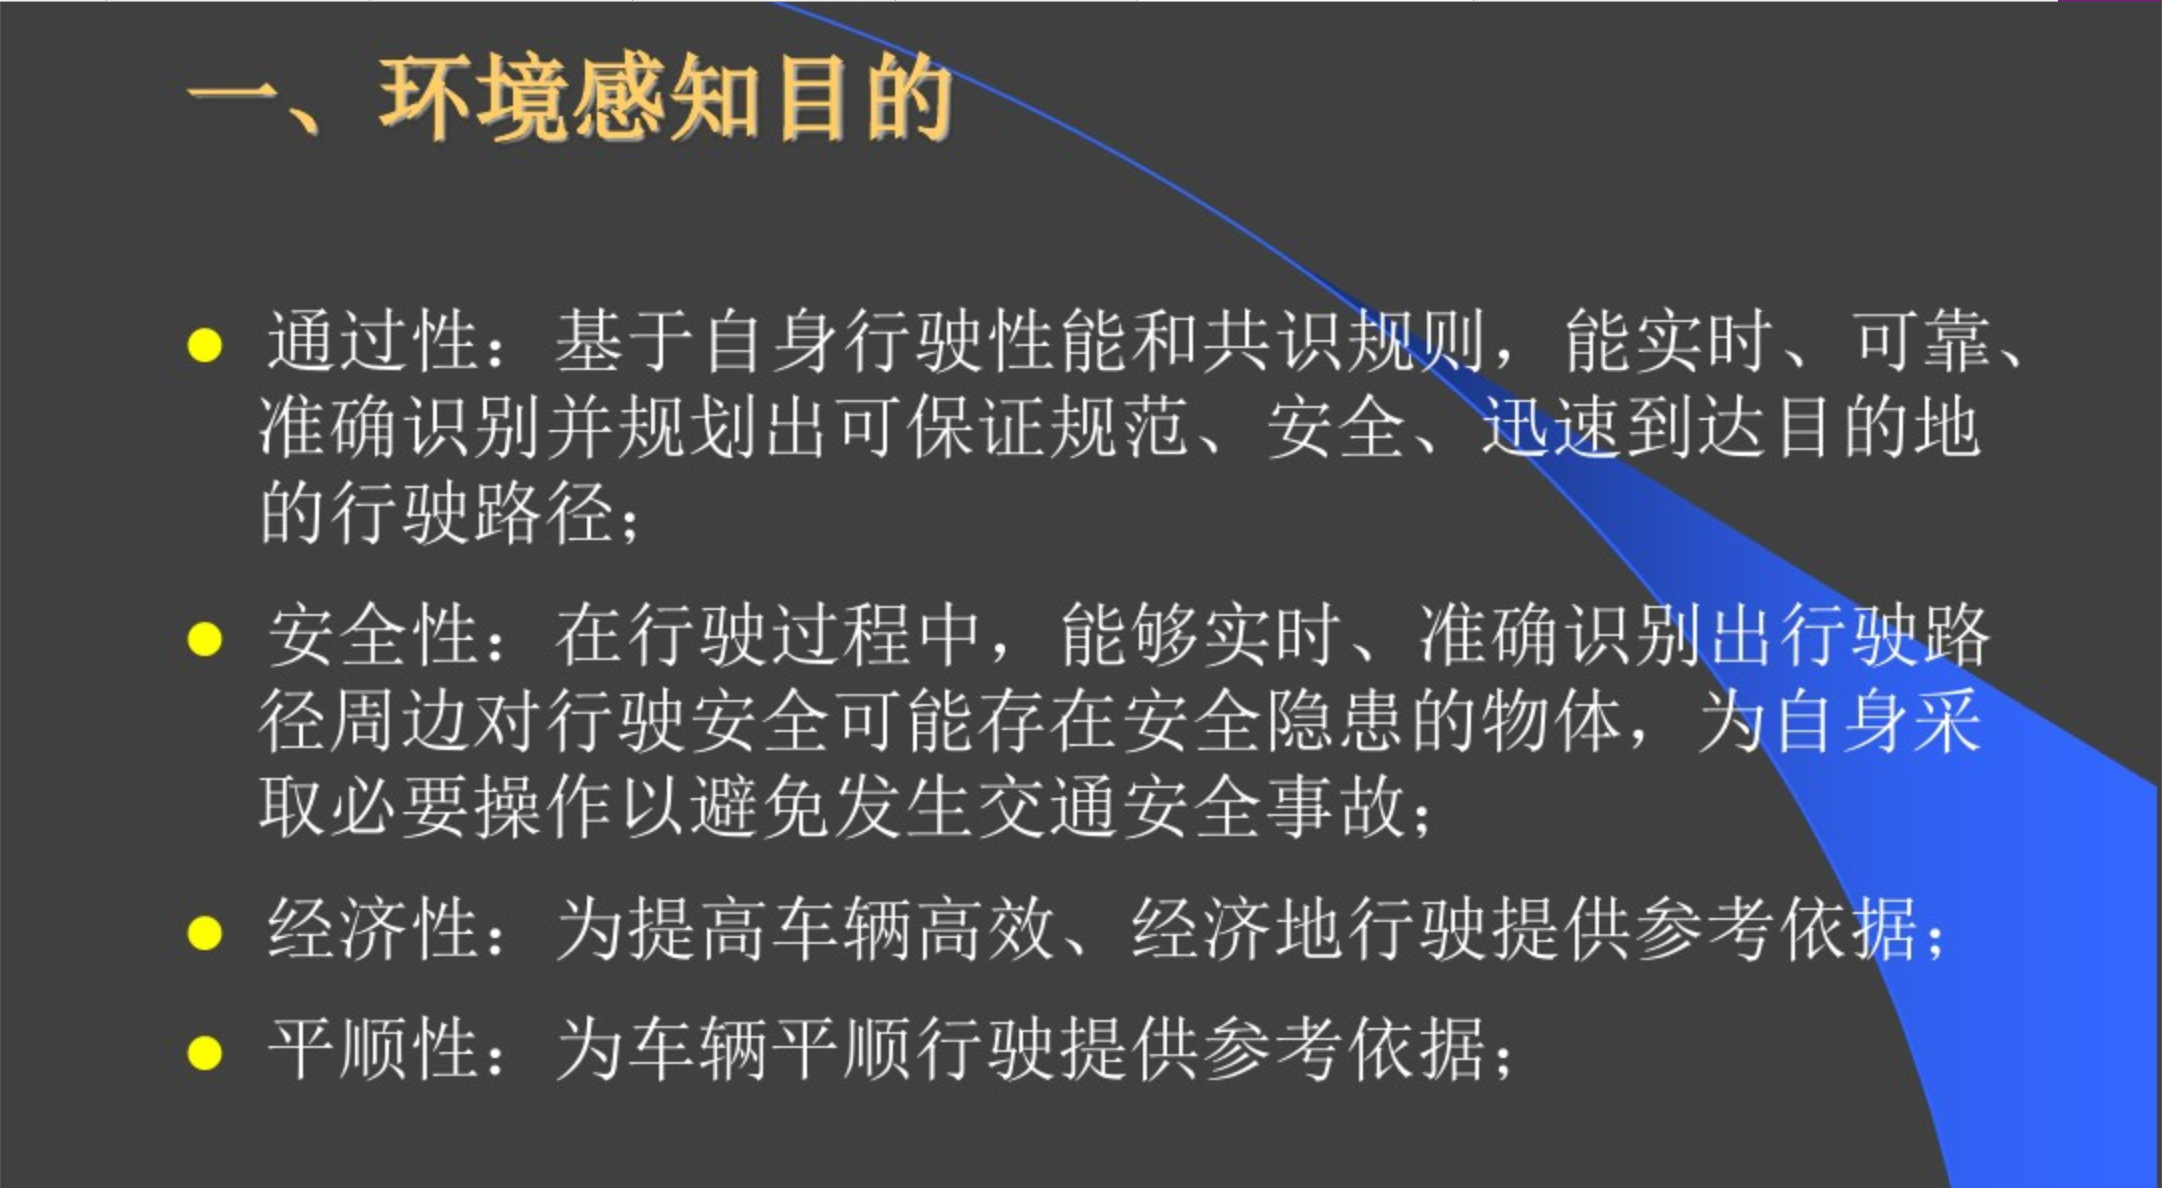 一、环境感知目的
通过性：基于自身行驶性能和共识规则，能实时、可靠、
准确识别并规划出可保证规范、安全、迅速到达目的地
的行驶路径；
安全性：在行驶过程中，能够实时、准确识别出行驶路
径周边对行驶安全可能存在安全隐患的物体，为自身采
取必要操作以避免发生交通安全事故；
经济性：为提高车辆高效、经济地行驶提供参考依据；
平顺性：为车辆平顺行驶提供参考依据；